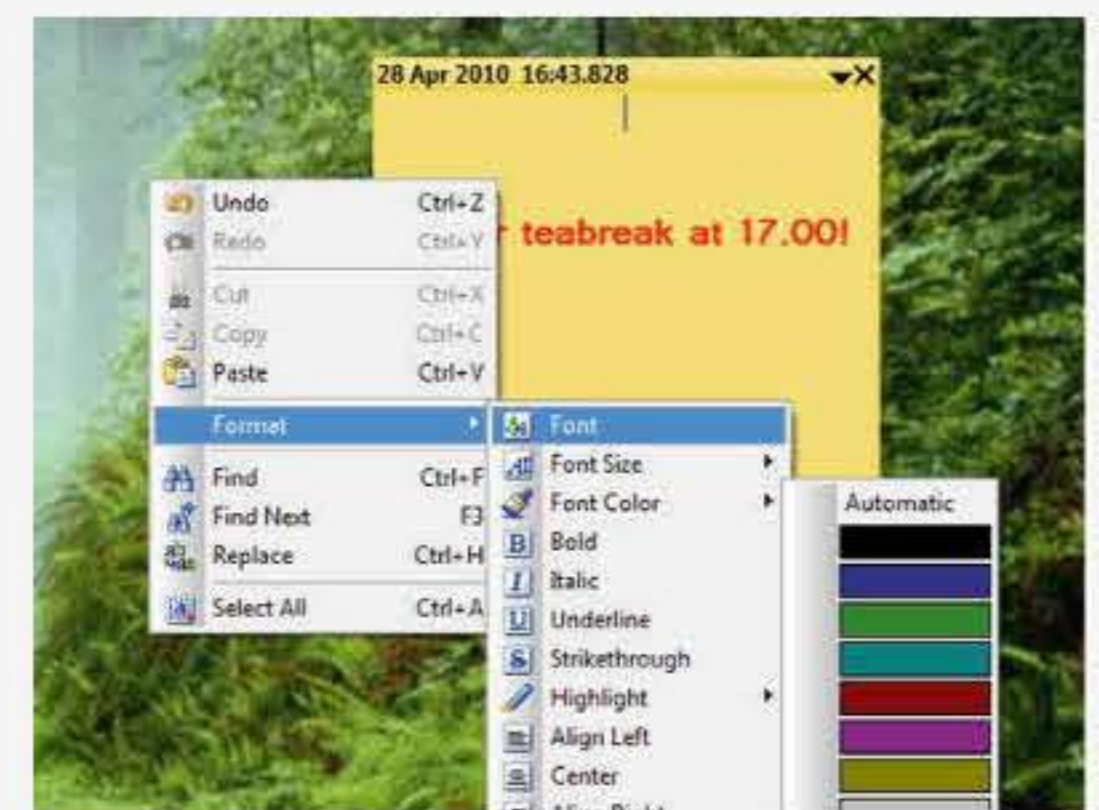 28 Apr 2010 16:43.828
teabreak at 17.00!
Undo Ctrl+Z
Redo Ctrl+Y
Cut Ctrl+X
Copy Ctrl+C
Paste Ctrl+V
Format
Find Ctrl+F
Find Next F3
Replace Ctrl+H
Select All Ctrl+A
Font
Font Size
Font Color
Bold
Italic
Underline
Strikethrough
Highlight
Align Left
Center
Align Right
Automatic